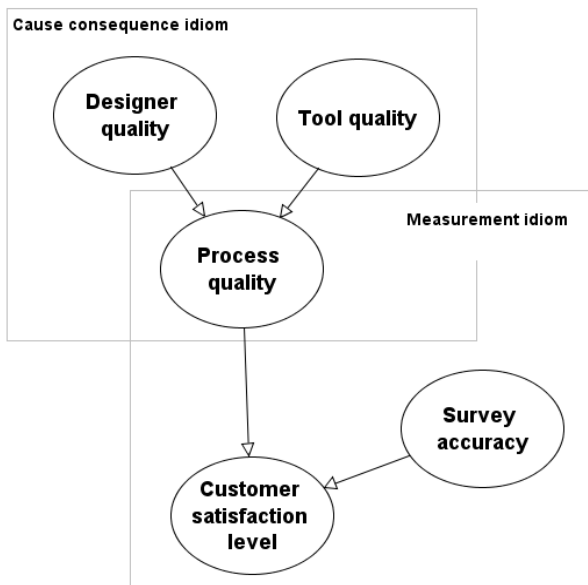 Cause consequence idiom
Designer
quality
Tool quality
Measurement idiom
Process
quality
Survey
accuracy
Customer
satisfaction
level